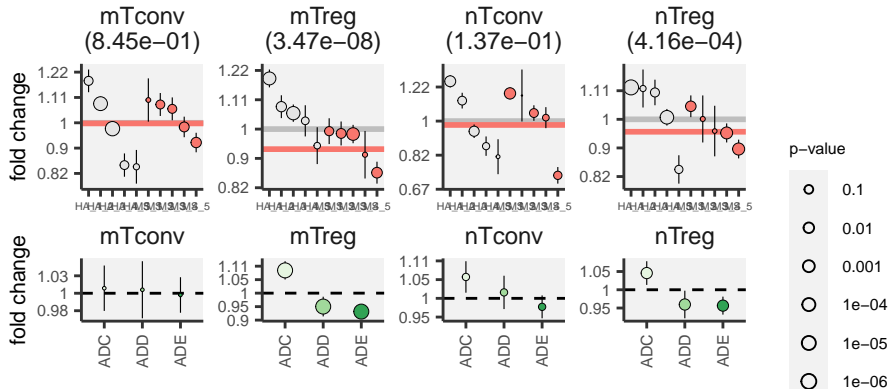 mTconv
(8.45e−01)
mTreg
(3.47e−08)
nTconv
(1.37e−01)
nTreg
(4.16e−04)
fold change
1.22
1.11
1
0.9
0.82
1.22
1.11
1
0.9
0.82
1.22
1
0.82
0.67
1.11
1
0.9
0.82
p−value
0.1
0.01
0.001
1e−04
1e−05
1e−06
mTconv
mTreg
nTconv
nTreg
fold change
1.03
1
0.98
1.11
1.05
1
0.95
0.9
1.11
1.05
1
0.95
1.05
1
0.95
ADC
ADD
ADE
ADC
ADD
ADE
ADC
ADD
ADE
ADC
ADD
ADE